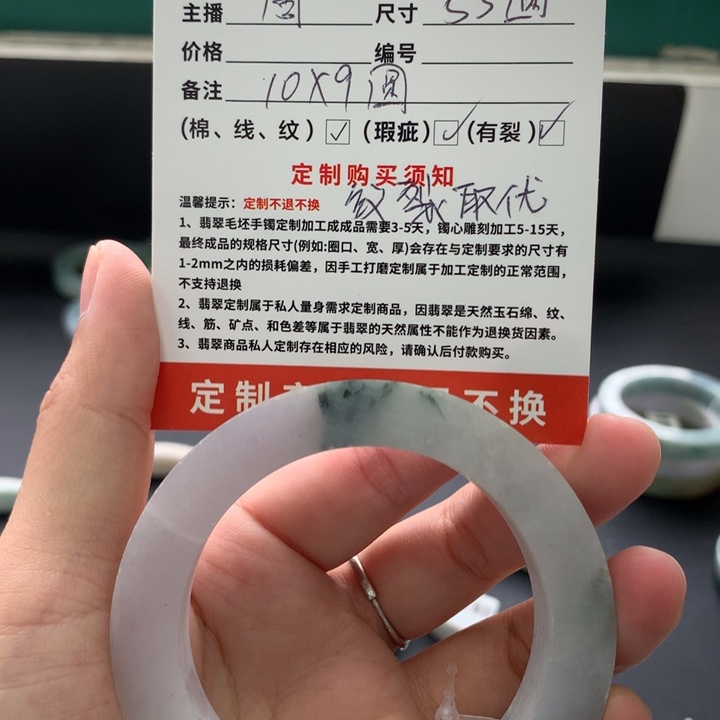 主播 尺寸 55圆
价格 编号
备注 10X9圆
(棉、线、纹)☑ (瑕疵)☑ (有裂)☑
定制购买须知
纹裂取优
温馨提示：定制不退不换
1、翡翠毛坯手镯定制加工成成品需要3-5天，镯心雕刻加工5-15天，
最终成品的规格尺寸(例如:圈口、宽、厚)会存在与定制要求的尺寸有
1-2mm之内的损耗偏差，因手工打磨定制属于加工定制的正常范围，
不支持退换
2、翡翠定制属于私人量身需求定制商品，因翡翠是天然玉石绵、纹、
线、筋、矿点、和色差等属于翡翠的天然属性不能作为退换货因素。
3、翡翠商品私人定制存在相应的风险，请确认后付款购买。
定制 不换